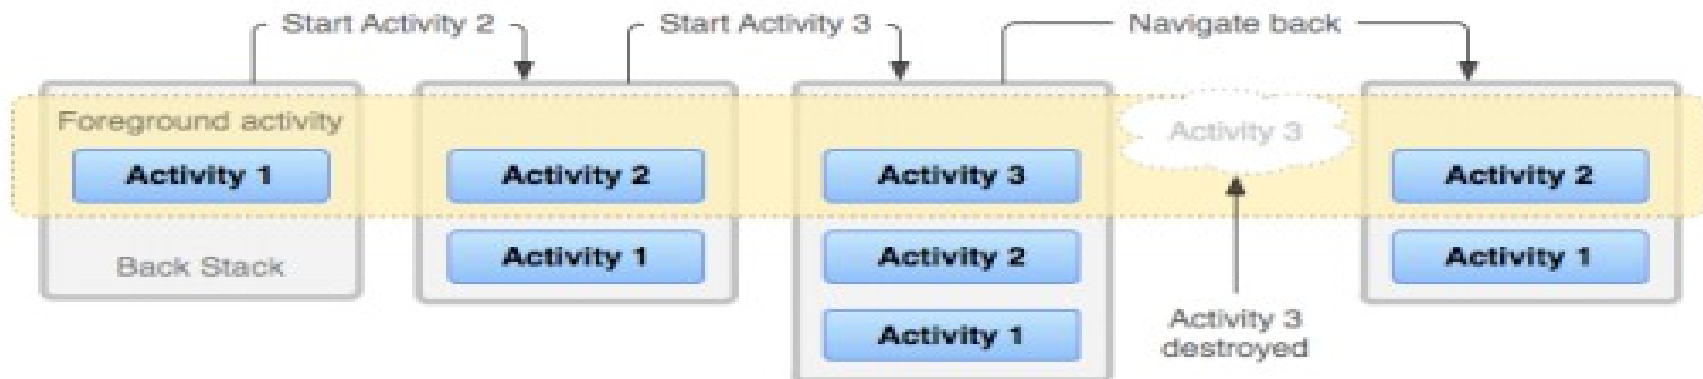 Start Activity 2
Start Activity 3
Navigate back
Foreground activity
Activity 1
Back Stack
Activity 2
Activity 1
Activity 3
Activity 2
Activity 1
Activity 3
Activity 3
destroyed
Activity 2
Activity 1